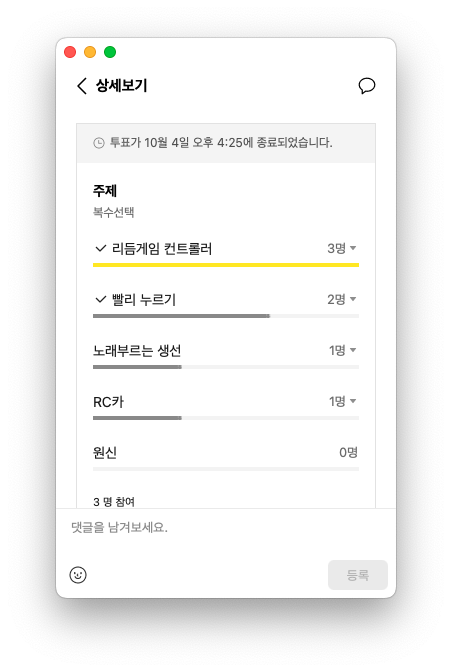 상세보기
투표가 10월 4일 오후 4:25에 종료되었습니다.
주제
복수선택
리듬게임 컨트롤러 3명
빨리 누르기 2명
노래부르는 생선 1명
RC카 1명
원신 0명
3 명 참여
댓글을 남겨보세요.
등록